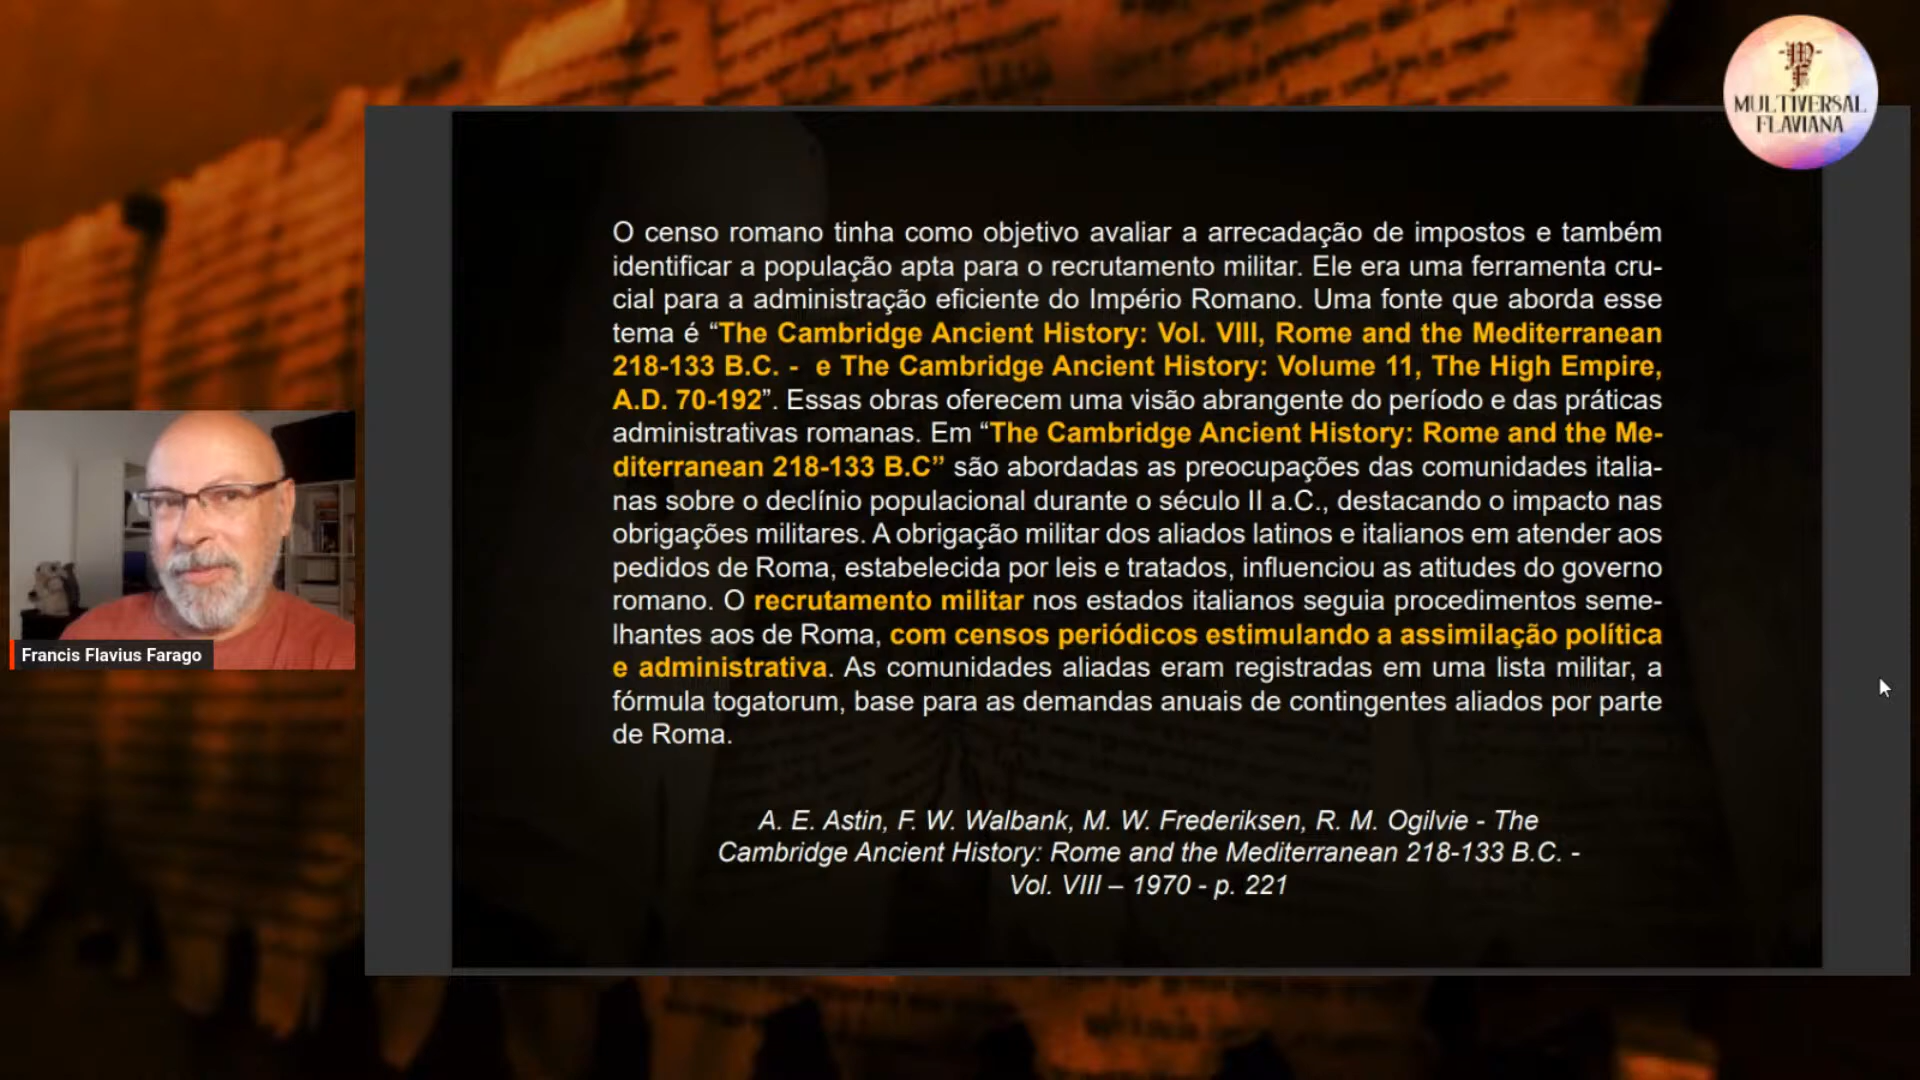 -M-
F
MULTIVERSAL
FLAVIANA
O censo romano tinha como objetivo avaliar a arrecadação de impostos e também
identificar a população apta para o recrutamento militar. Ele era uma ferramenta cru-
cial para a administração eficiente do Império Romano. Uma fonte que aborda esse
tema é “The Cambridge Ancient History: Vol. VIII, Rome and the Mediterranean
218-133 B.C. - e The Cambridge Ancient History: Volume 11, The High Empire,
A.D. 70-192”. Essas obras oferecem uma visão abrangente do período e das práticas
administrativas romanas. Em “The Cambridge Ancient History: Rome and the Me-
diterranean 218-133 B.C” são abordadas as preocupações das comunidades italia-
nas sobre o declínio populacional durante o século II a.C., destacando o impacto nas
obrigações militares. A obrigação militar dos aliados latinos e italianos em atender aos
pedidos de Roma, estabelecida por leis e tratados, influenciou as atitudes do governo
romano. O recrutamento militar nos estados italianos seguia procedimentos seme-
lhantes aos de Roma, com censos periódicos estimulando a assimilação política
e administrativa. As comunidades aliadas eram registradas em uma lista militar, a
fórmula togatorum, base para as demandas anuais de contingentes aliados por parte
de Roma.
A. E. Astin, F. W. Walbank, M. W. Frederiksen, R. M. Ogilvie - The
Cambridge Ancient History: Rome and the Mediterranean 218-133 B.C. -
Vol. VIII – 1970 - p. 221
Francis Flavius Farago